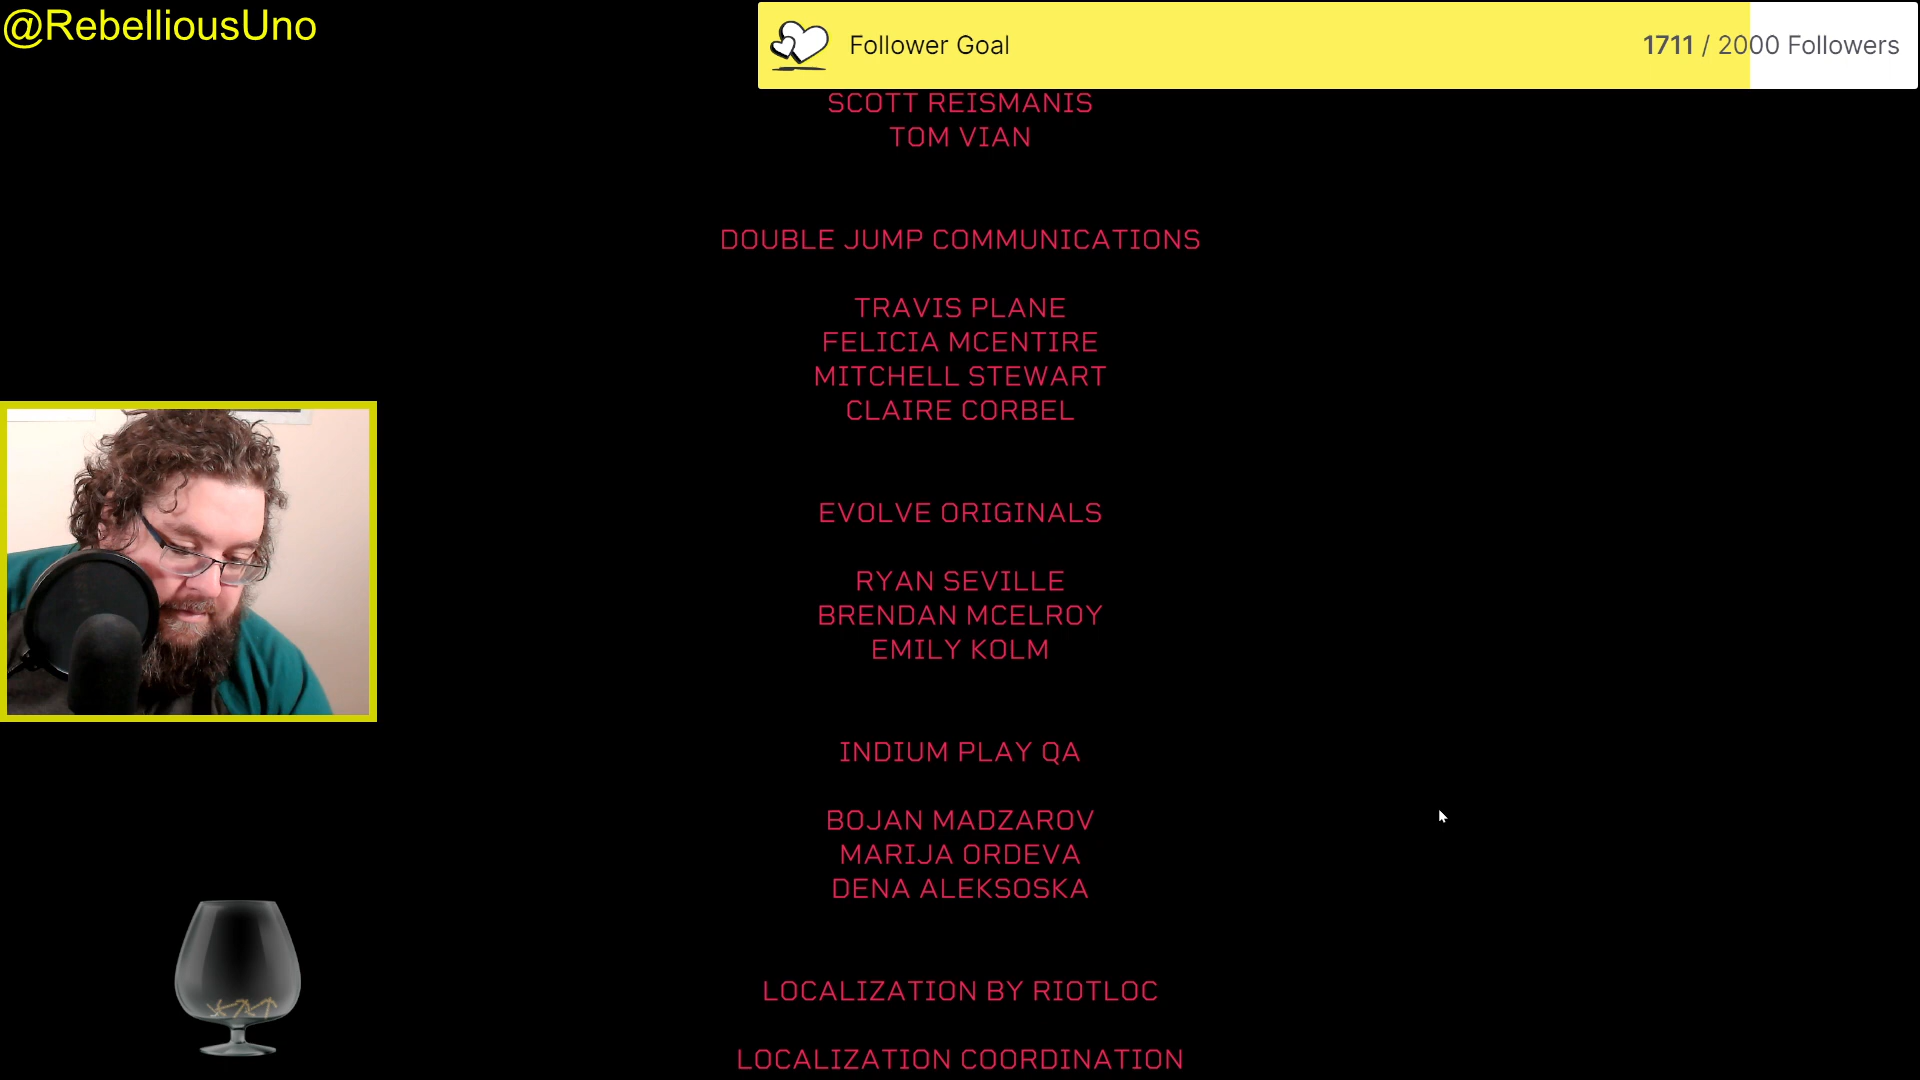 @RebelliousUno
Follower Goal
1711 / 2000 Followers
SCOTT REISMANIS
TOM VIAN
DOUBLE JUMP COMMUNICATIONS
TRAVIS PLANE
FELICIA MCENTIRE
MITCHELL STEWART
CLAIRE CORBEL
EVOLVE ORIGINALS
RYAN SEVILLE
BRENDAN MCELROY
EMILY KOLM
INDIUM PLAY QA
BOJAN MADZAROV
MARIJA ORDEVA
DENA ALEKSOSKA
LOCALIZATION BY RIOTLOC
LOCALIZATION COORDINATION